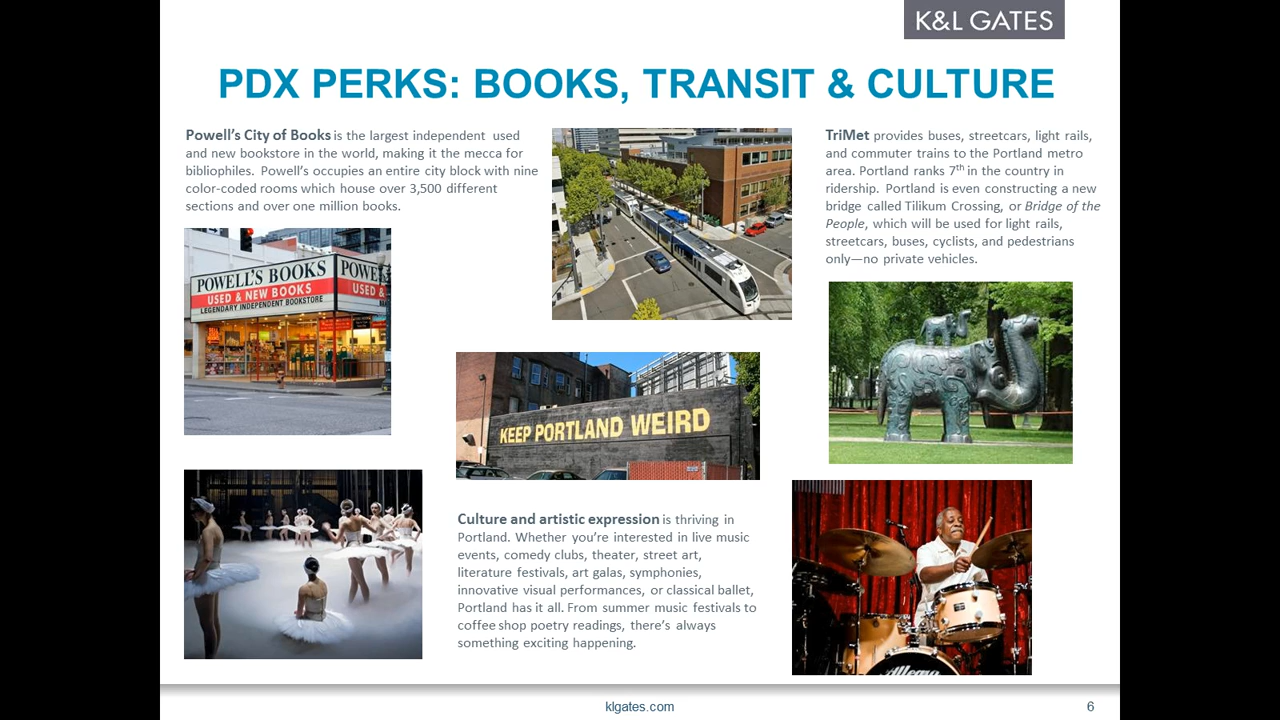 K&L GATES
PDX PERKS: BOOKS, TRANSIT & CULTURE
Powell's City of Books is the largest independent used
and new bookstore in the world, making it the mecca for
bibliophiles. Powell's occupies an entire city block with nine
color-coded rooms which house over 3,500 different
sections and over one million books.
POWELL'S BOOKS
USED & NEW BOOKS
LEGENDARY INDEPENDENT BOOKSTORE
POWE
USED &
TriMet provides buses, streetcars, light rails,
and commuter trains to the Portland metro
area. Portland ranks 7th in the country in
ridership. Portland is even constructing a new
bridge called Tilikum Crossing, or Bridge of the
People, which will be used for light rails,
streetcars, buses, cyclists, and pedestrians
only—no private vehicles.
KEEP PORTLAND WEIRD
Culture and artistic expression is thriving in
Portland. Whether you're interested in live music
events, comedy clubs, theater, street art,
literature festivals, art galas, symphonies,
innovative visual performances, or classical ballet,
Portland has it all. From summer music festivals to
coffee shop poetry readings, there's always
something exciting happening.
klgates.com
6